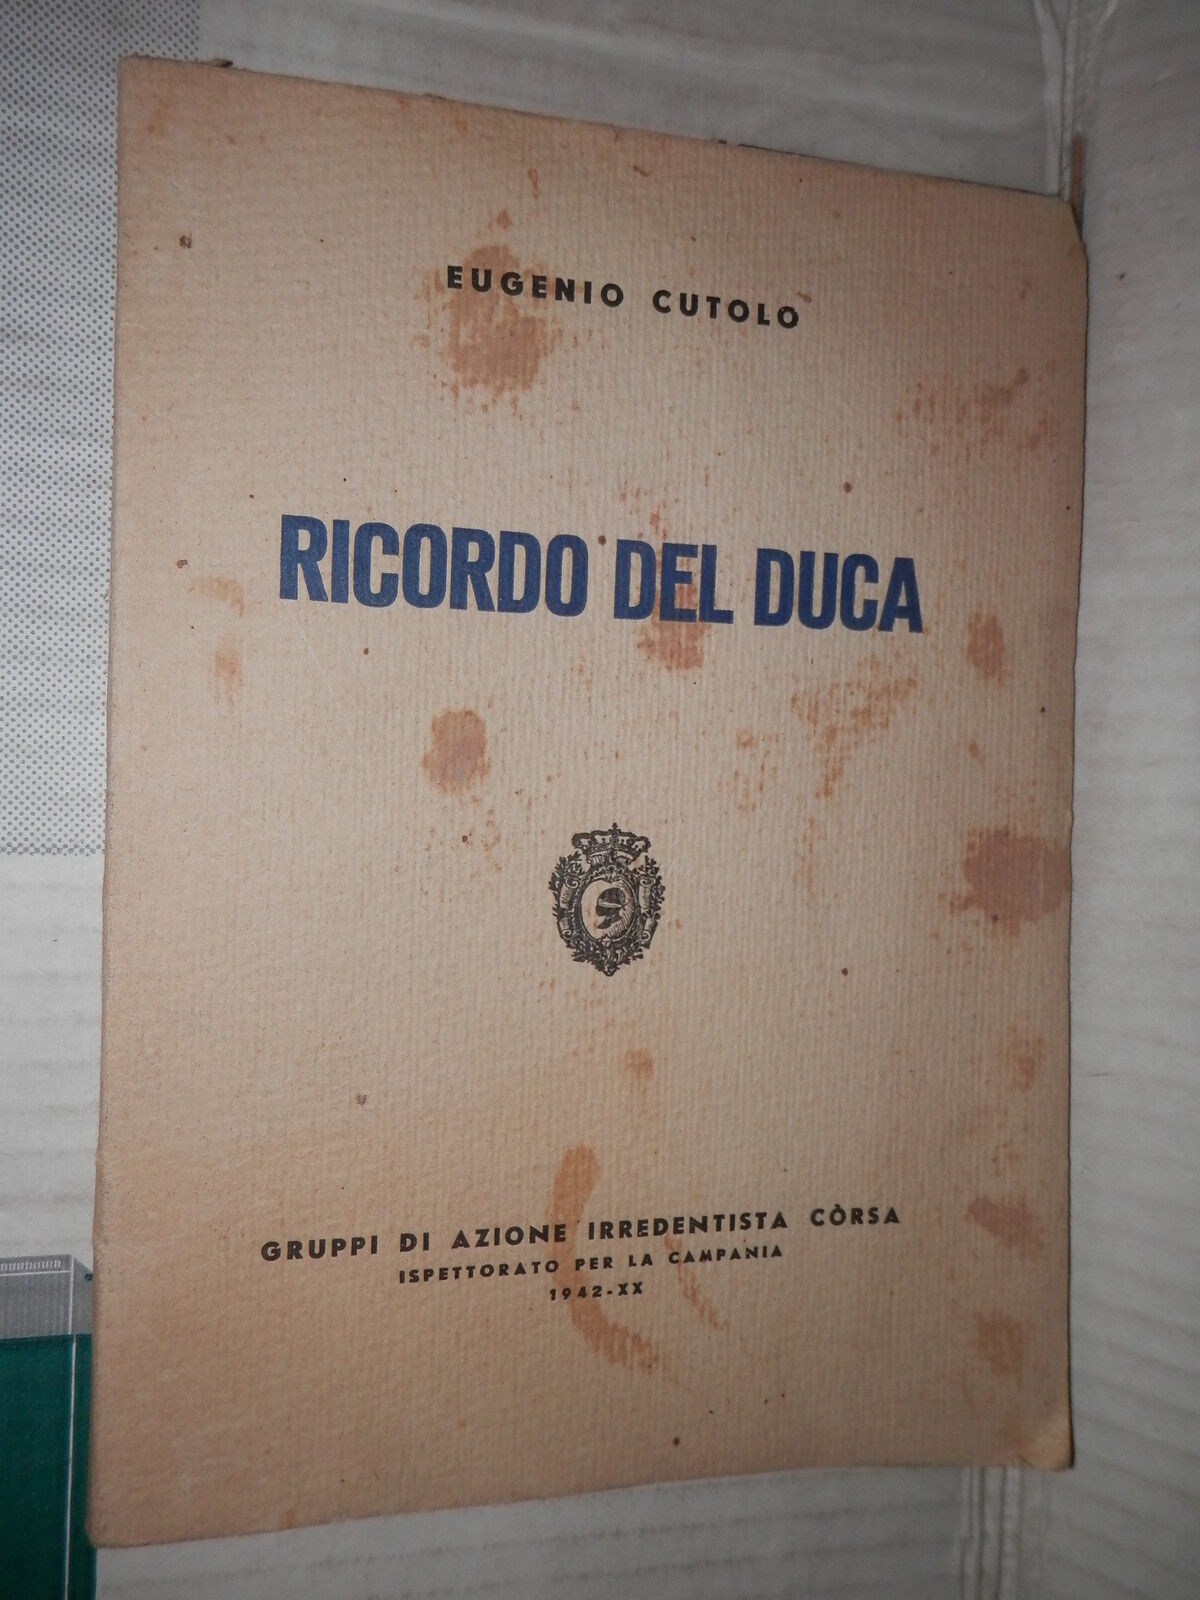 EUGENIO CUTOLO
RICORDO DEL DUCA
GRUPPI DI AZIONE IRREDENTISTA CÒRSA
ISPETTORATO PER LA CAMPANIA
1942-XX